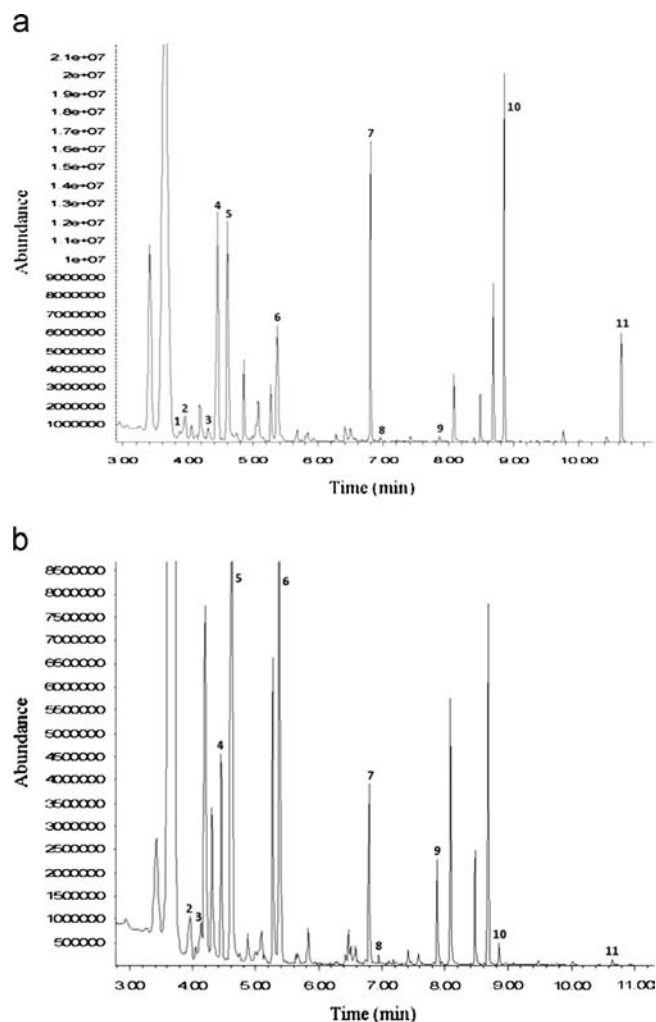 a
2.1e+07
2e+07
1.9e+07
1.8e+07
1.7e+07
1.6e+07
1.5e+07
1.4e+07
1.3e+07
1.2e+07
1.1e+07
1e+07
9000000
8000000
7000000
6000000
5000000
4000000
3000000
2000000
1000000
Abundance
1 2 3 4 5 6 7 8 9 10 11
3.00 4.00 5.00 6.00 7.00 8.00 9.00 10.00
Time (min)
b
8500000
8000000
7500000
7000000
6500000
6000000
5500000
5000000
4500000
4000000
3500000
3000000
2500000
2000000
1500000
1000000
500000
Abundance
2 3 4 5 6 7 8 9 10 11
3.00 4.00 5.00 6.00 7.00 8.00 9.00 10.00 11.00
Time (min)